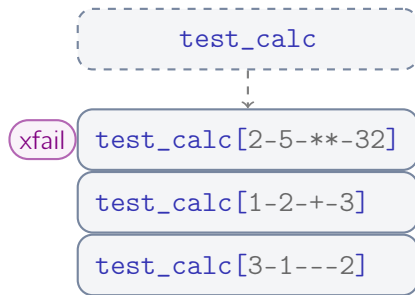 test_calc
xfail
test_calc[2-5-**-32]
test_calc[1-2-+-3]
test_calc[3-1---2]